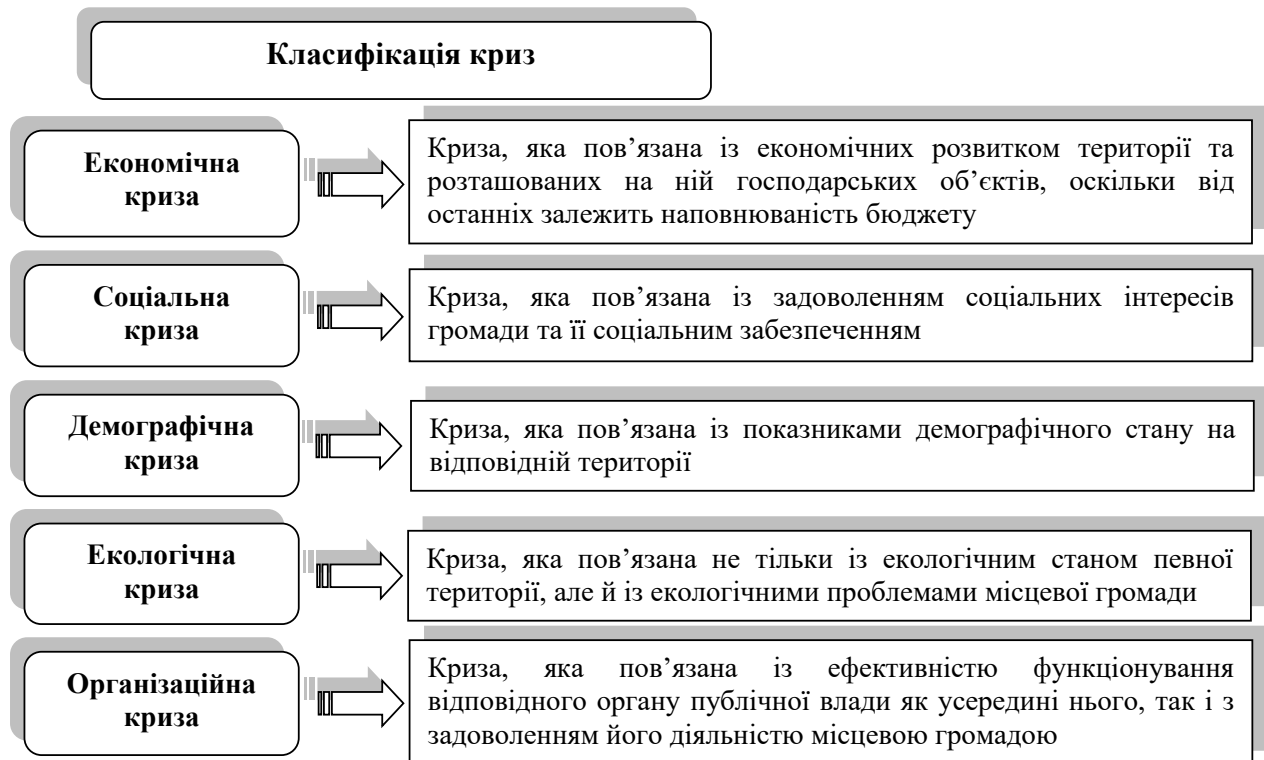 Класифікація криз
Економічна
криза
Криза, яка пов’язана із економічних розвитком території та
розташованих на ній господарських об’єктів, оскільки від
останніх залежить наповнюваність бюджету
Соціальна
криза
Криза, яка пов’язана із задоволенням соціальних інтересів
громади та її соціальним забезпеченням
Демографічна
криза
Криза, яка пов’язана із показниками демографічного стану на
відповідній території
Екологічна
криза
Криза, яка пов’язана не тільки із екологічним станом певної
території, але й із екологічними проблемами місцевої громади
Організаційна
криза
Криза, яка пов’язана із ефективністю функціонування
відповідного органу публічної влади як усередині нього, так і з
задоволенням його діяльністю місцевою громадою